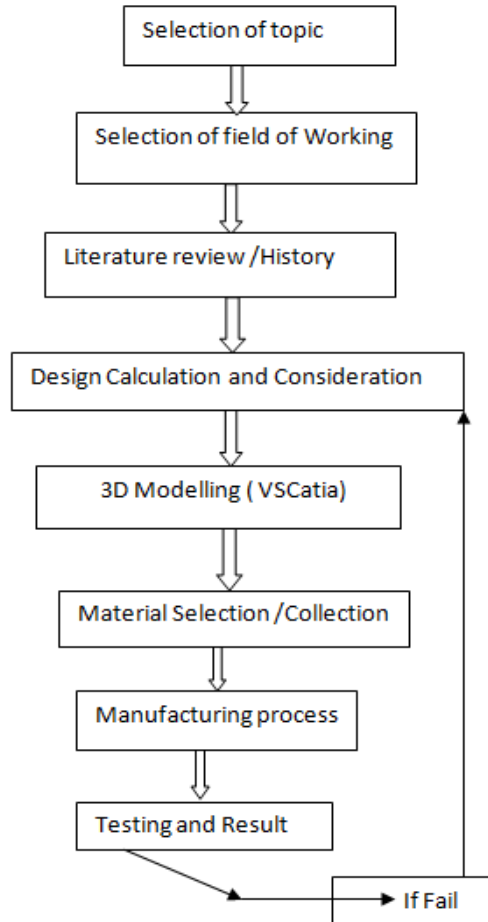 Selection of topic
Selection of field of Working
Literature review /History
Design Calculation and Consideration
3D Modelling ( VSCatia)
Material Selection /Collection
Manufacturing process
Testing and Result
If Fail